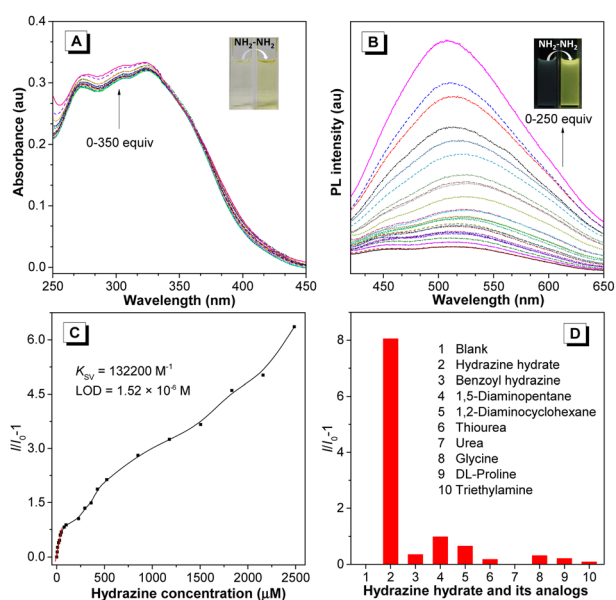 A
NH2-NH2
0-350 equiv
Absorbance (au)
0.4
0.3
0.2
0.1
0.0
250 300 350 400 450
Wavelength (nm)
B
NH2-NH2
0-250 equiv
PL intensity (au)
450 500 550 600 650
Wavelength (nm)
C
KSV = 132200 M-1
LOD = 1.52 × 10-6 M
I/I0-1
6.0
4.5
3.0
1.5
0.0
0 500 1000 1500 2000 2500
Hydrazine concentration (μM)
D
1 Blank
2 Hydrazine hydrate
3 Benzoyl hydrazine
4 1,5-Diaminopentane
5 1,2-Diaminocyclohexane
6 Thiourea
7 Urea
8 Glycine
9 DL-Proline
10 Triethylamine
I/I0-1
8
6
4
2
0
1 2 3 4 5 6 7 8 9 10
Hydrazine hydrate and its analogs